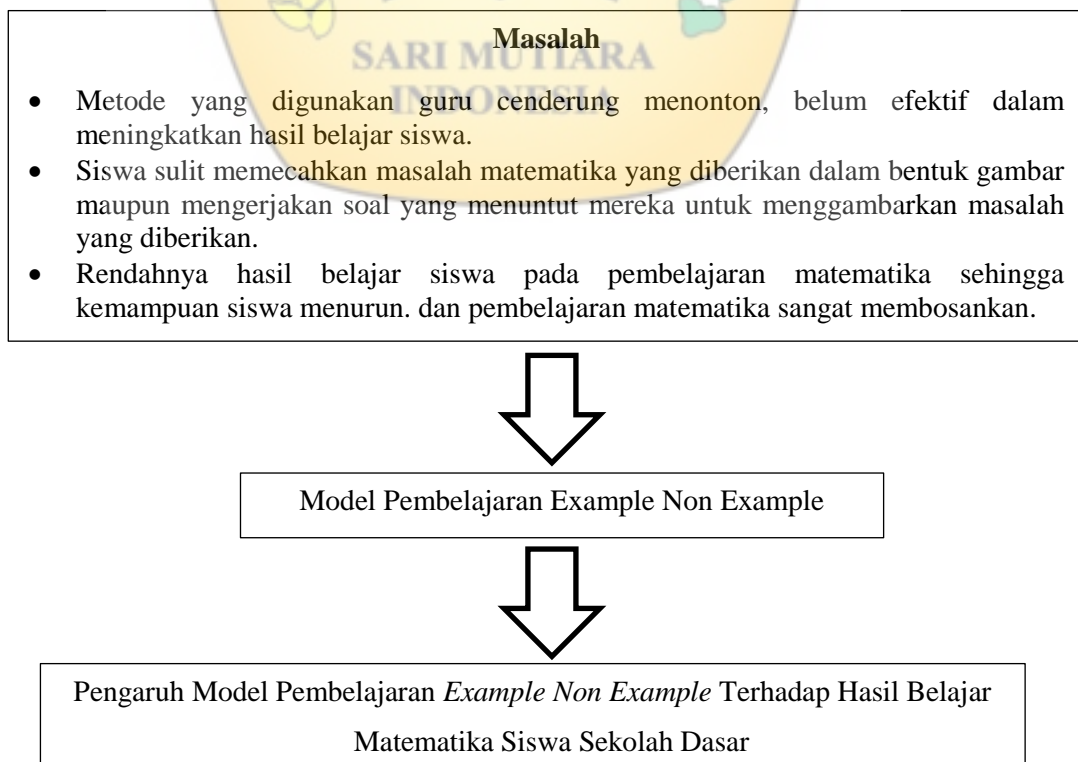 Masalah
SARI MUTIARA
INDONESIA
• Metode yang digunakan guru cenderung menonton, belum efektif dalam
meningkatkan hasil belajar siswa.
• Siswa sulit memecahkan masalah matematika yang diberikan dalam bentuk gambar
maupun mengerjakan soal yang menuntut mereka untuk menggambarkan masalah
yang diberikan.
• Rendahnya hasil belajar siswa pada pembelajaran matematika sehingga
kemampuan siswa menurun. dan pembelajaran matematika sangat membosankan.
Model Pembelajaran Example Non Example
Pengaruh Model Pembelajaran Example Non Example Terhadap Hasil Belajar
Matematika Siswa Sekolah Dasar